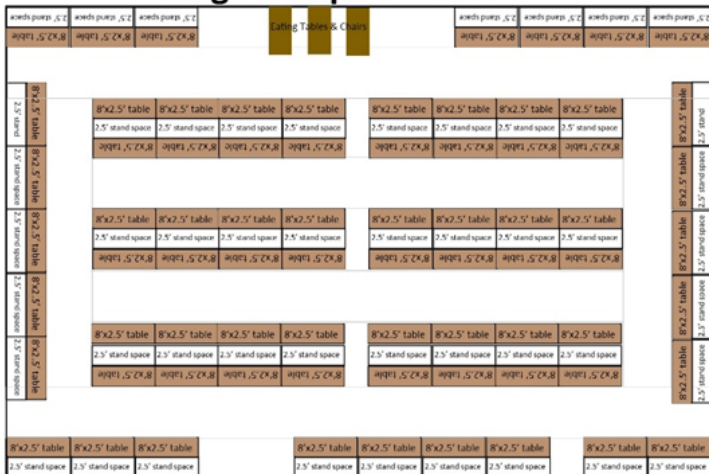 2.5' stand space 2.5' stand space 2.5' stand space 2.5' stand space 2.5' stand space 2.5' stand space 2.5' stand space
8'x2.5' table 8'x2.5' table 8'x2.5' table 8'x2.5' table 8'x2.5' table 8'x2.5' table 8'x2.5' table
Eating Tables & Chairs
2.5' stand
8'x2.5' table
2.5' stand space
8'x2.5' table
2.5' stand space
8'x2.5' table
2.5' stand space
8'x2.5' table
2.5' stand space
8'x2.5' table
8'x2.5' table 8'x2.5' table 8'x2.5' table 8'x2.5' table 8'x2.5' table 8'x2.5' table 8'x2.5' table 8'x2.5' table
2.5' stand space 2.5' stand space 2.5' stand space 2.5' stand space 2.5' stand space 2.5' stand space 2.5' stand space 2.5' stand space
8'x2.5' table 8'x2.5' table 8'x2.5' table 8'x2.5' table 8'x2.5' table 8'x2.5' table 8'x2.5' table 8'x2.5' table
8'x2.5' table 8'x2.5' table 8'x2.5' table 8'x2.5' table 8'x2.5' table 8'x2.5' table 8'x2.5' table 8'x2.5' table
2.5' stand space 2.5' stand space 2.5' stand space 2.5' stand space 2.5' stand space 2.5' stand space 2.5' stand space 2.5' stand space
8'x2.5' table 8'x2.5' table 8'x2.5' table 8'x2.5' table 8'x2.5' table 8'x2.5' table 8'x2.5' table 8'x2.5' table
8'x2.5' table 8'x2.5' table 8'x2.5' table 8'x2.5' table 8'x2.5' table 8'x2.5' table 8'x2.5' table 8'x2.5' table
2.5' stand space 2.5' stand space 2.5' stand space 2.5' stand space 2.5' stand space 2.5' stand space 2.5' stand space 2.5' stand space
8'x2.5' table 8'x2.5' table 8'x2.5' table 8'x2.5' table 8'x2.5' table 8'x2.5' table 8'x2.5' table 8'x2.5' table
8'x2.5' table
2.5' stand
8'x2.5' table
2.5' stand space
8'x2.5' table
2.5' stand space
8'x2.5' table
2.5' stand space
8'x2.5' table
2.5' stand space
8'x2.5' table 8'x2.5' table 8'x2.5' table 8'x2.5' table 8'x2.5' table 8'x2.5' table 8'x2.5' table 8'x2.5' table 8'x2.5' table
2.5' stand space 2.5' stand space 2.5' stand space 2.5' stand space 2.5' stand space 2.5' stand space 2.5' stand space 2.5' stand space 2.5' stand space